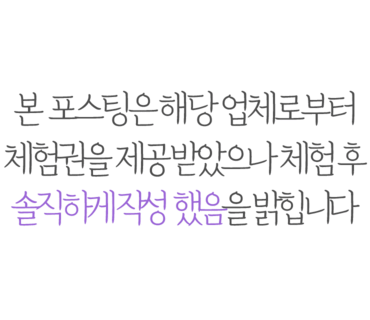 본 포스팅은 해당 업체로부터
체험권을 제공받았으나 체험 후
솔직하게 작성 했음을 밝힙니다